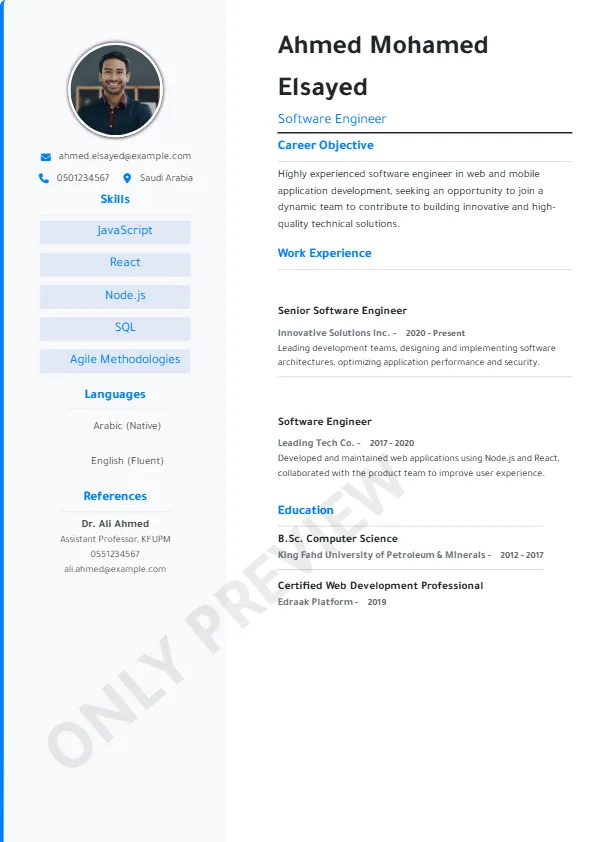 Ahmed Mohamed
Elsayed
Software Engineer
ahmed.elsayed@example.com
0501234567 Saudi Arabia
Skills
JavaScript
React
Node.js
SQL
Agile Methodologies
Languages
Arabic (Native)
English (Fluent)
References
Dr. Ali Ahmed
Assistant Professor, KFUPM
0551234567
ali.ahmed@example.com
Career Objective
Highly experienced software engineer in web and mobile
application development, seeking an opportunity to join a
dynamic team to contribute to building innovative and high-
quality technical solutions.
Work Experience
Senior Software Engineer
Innovative Solutions Inc. - 2020 - Present
Leading development teams, designing and implementing software
architectures, optimizing application performance and security.
Software Engineer
Leading Tech Co. - 2017 - 2020
Developed and maintained web applications using Node.js and React,
collaborated with the product team to improve user experience.
Education
B.Sc. Computer Science
King Fahd University of Petroleum & Minerals - 2012 - 2017
Certified Web Development Professional
Edraak Platform - 2019
ONLY PREVIEW